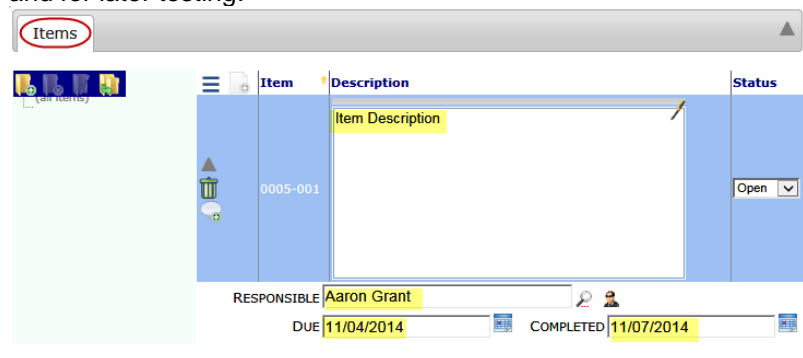 and for later testing.
Items
(all items)
Item Description Status
Item Description
0005-001 Open
RESPONSIBLE Aaron Grant
DUE 11/04/2014 COMPLETED 11/07/2014